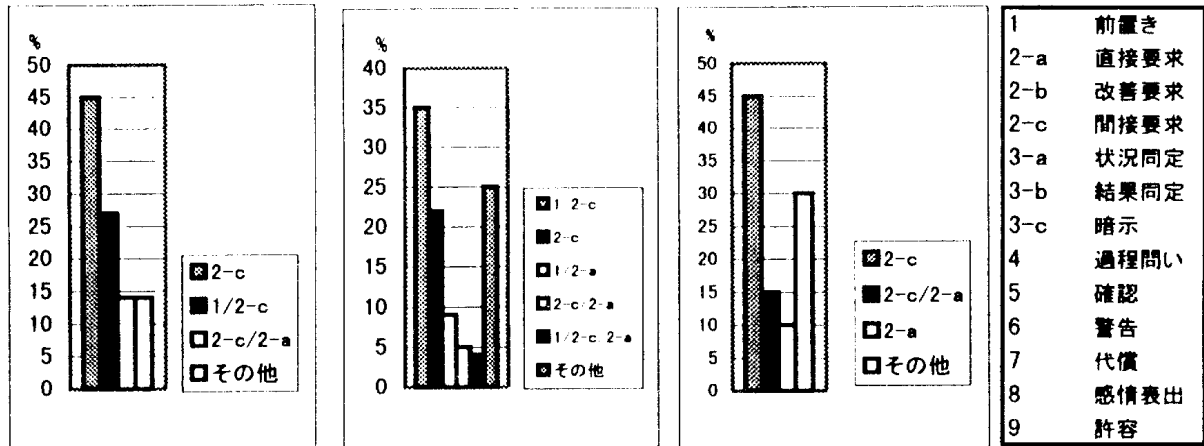 %
50
45
40
35
30
25
20
15
10
5
0
2-c
1/2-c
2-c/2-a
その他
%
40
35
30
25
20
15
10
5
0
1/2-c
2-c
1/2-a
2-c/2-a
1/2-c/2-a
その他
%
50
45
40
35
30
25
20
15
10
5
0
2-c
2-c/2-a
2-a
その他
1 前置き
2-a 直接要求
2-b 改善要求
2-c 間接要求
3-a 状況同定
3-b 結果同定
3-c 暗示
4 過程問い
5 確認
6 警告
7 代償
8 感情表出
9 許容